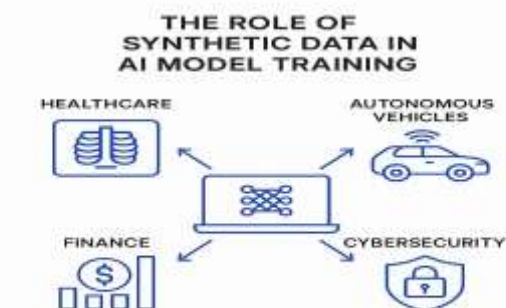 THE ROLE OF
SYNTHETIC DATA IN
AI MODEL TRAINING
HEALTHCARE
AUTONOMOUS
VEHICLES
FINANCE
CYBERSECURITY
$